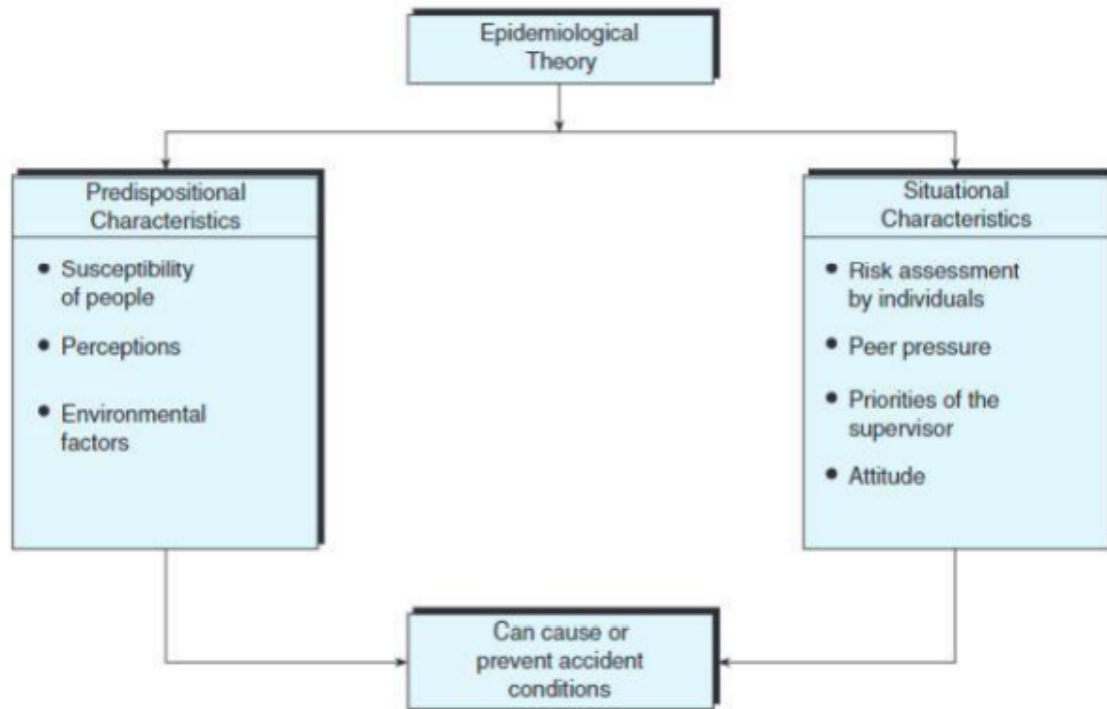 Epidemiological
Theory
Predispositional
Characteristics
• Susceptibility
of people
• Perceptions
• Environmental
factors
Situational
Characteristics
• Risk assessment
by individuals
• Peer pressure
• Priorities of the
supervisor
• Attitude
Can cause or
prevent accident
conditions